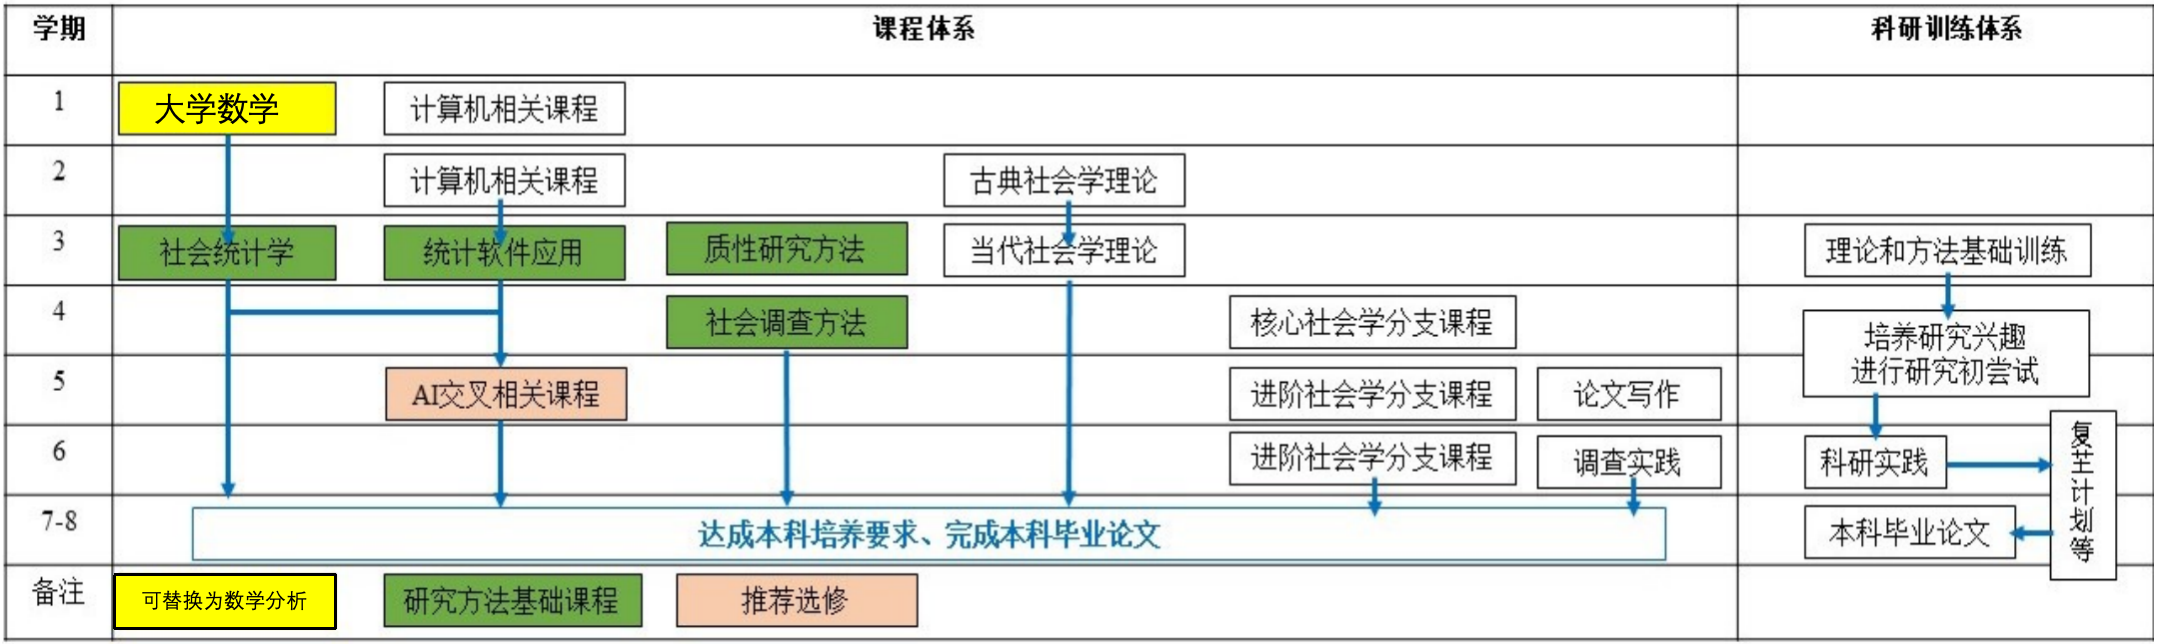 学期
课程体系
科研训练体系
1
大学数学
计算机相关课程
2
计算机相关课程
古典社会学理论
3
社会统计学
统计软件应用
质性研究方法
当代社会学理论
理论和方法基础训练
4
社会调查方法
核心社会学分支课程
培养研究兴趣
进行研究初尝试
5
AI交叉相关课程
进阶社会学分支课程
论文写作
6
进阶社会学分支课程
调查实践
科研实践
复芏计划等
7-8
达成本科培养要求、完成本科毕业论文
本科毕业论文
备注
可替换为数学分析
研究方法基础课程
推荐选修